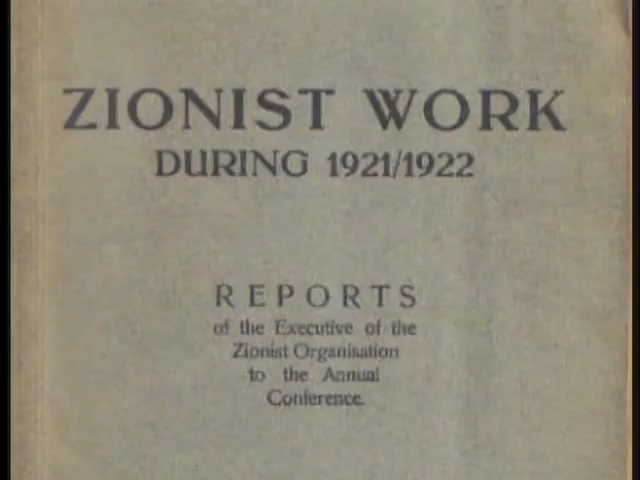 ZIONIST WORK
DURING 1921/1922
REPORTS
of the Executive of the
Zionist Organisation
to the Annual
Conference.